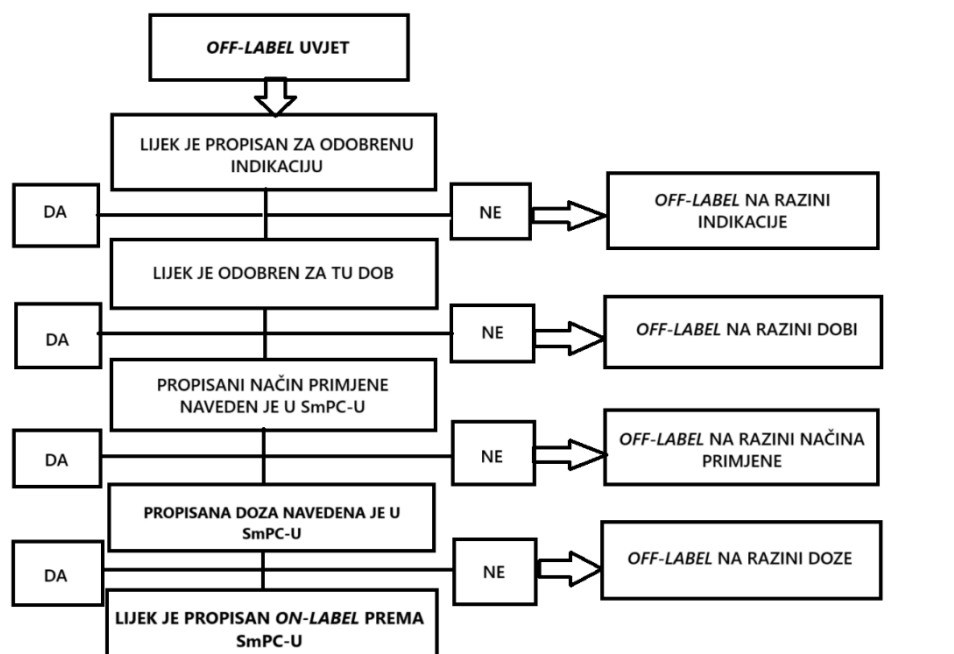 OFF-LABEL UVJET
LIJEK JE PROPISAN ZA ODOBRENU
INDIKACIJU
DA
NE
OFF-LABEL NA RAZINI
INDIKACIJE
LIJEK JE ODOBREN ZA TU DOB
DA
NE
OFF-LABEL NA RAZINI DOBI
PROPISANI NAČIN PRIMJENE
NAVEDEN JE U SmPC-U
DA
NE
OFF-LABEL NA RAZINI NAČINA
PRIMJENE
PROPISANA DOZA NAVEDENA JE U
SmPC-U
DA
NE
OFF-LABEL NA RAZINI DOZE
LIJEK JE PROPISAN ON-LABEL PREMA
SmPC-U